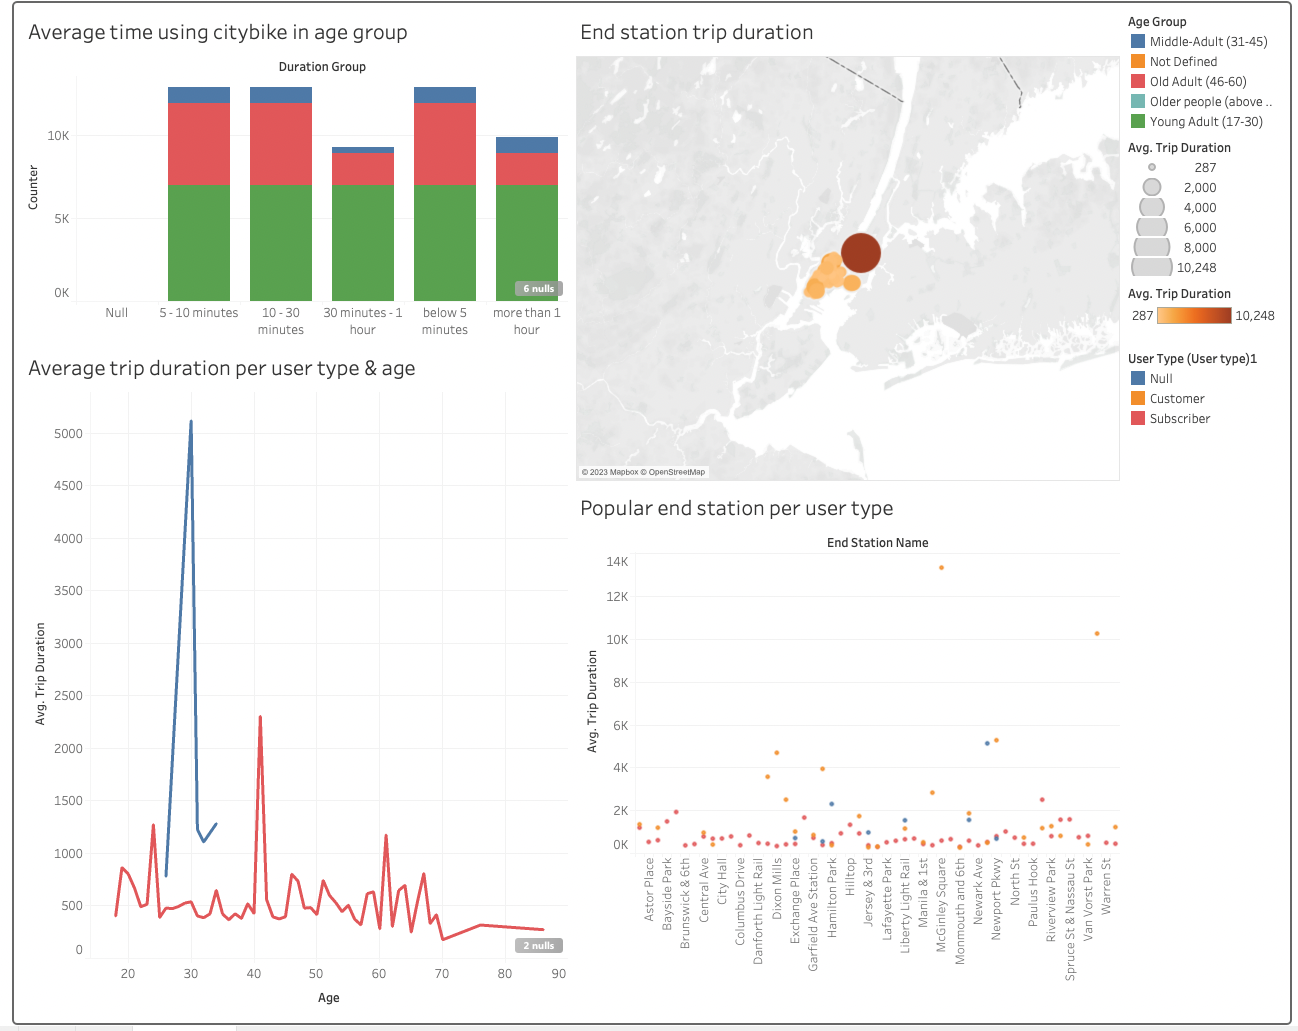 Average time using citybike in age group
Duration Group
Counter
10K
5K
0K
6 nulls
Null
5 - 10 minutes
10 - 30
minutes
30 minutes - 1
hour
below 5
minutes
more than 1
hour
Average trip duration per user type & age
Avg. Trip Duration
5000
4500
4000
3500
3000
2500
2000
1500
1000
500
0
2 nulls
20
30
40
50
60
70
80
90
Age
End station trip duration
© 2023 Mapbox © OpenStreetMap
Popular end station per user type
End Station Name
Avg. Trip Duration
14K
12K
10K
8K
6K
4K
2K
0K
Astor Place
Bayside Park
Brunswick & 6th
Central Ave
City Hall
Columbus Drive
Danforth Light Rail
Dixon Mills
Exchange Place
Garfield Ave Station
Hamilton Park
Hilltop
Jersey & 3rd
Lafayette Park
Liberty Light Rail
Manila & 1st
McGinley Square
Monmouth and 6th
Newark Ave
Newport Pkwy
North St
Paulus Hook
Riverview Park
Spruce St & Nassau St
Van Vorst Park
Warren St
Age Group
Middle-Adult (31-45)
Not Defined
Old Adult (46-60)
Older people (above ..
Young Adult (17-30)
Avg. Trip Duration
287
2,000
4,000
6,000
8,000
10,248
Avg. Trip Duration
287 10,248
User Type (User type)1
Null
Customer
Subscriber